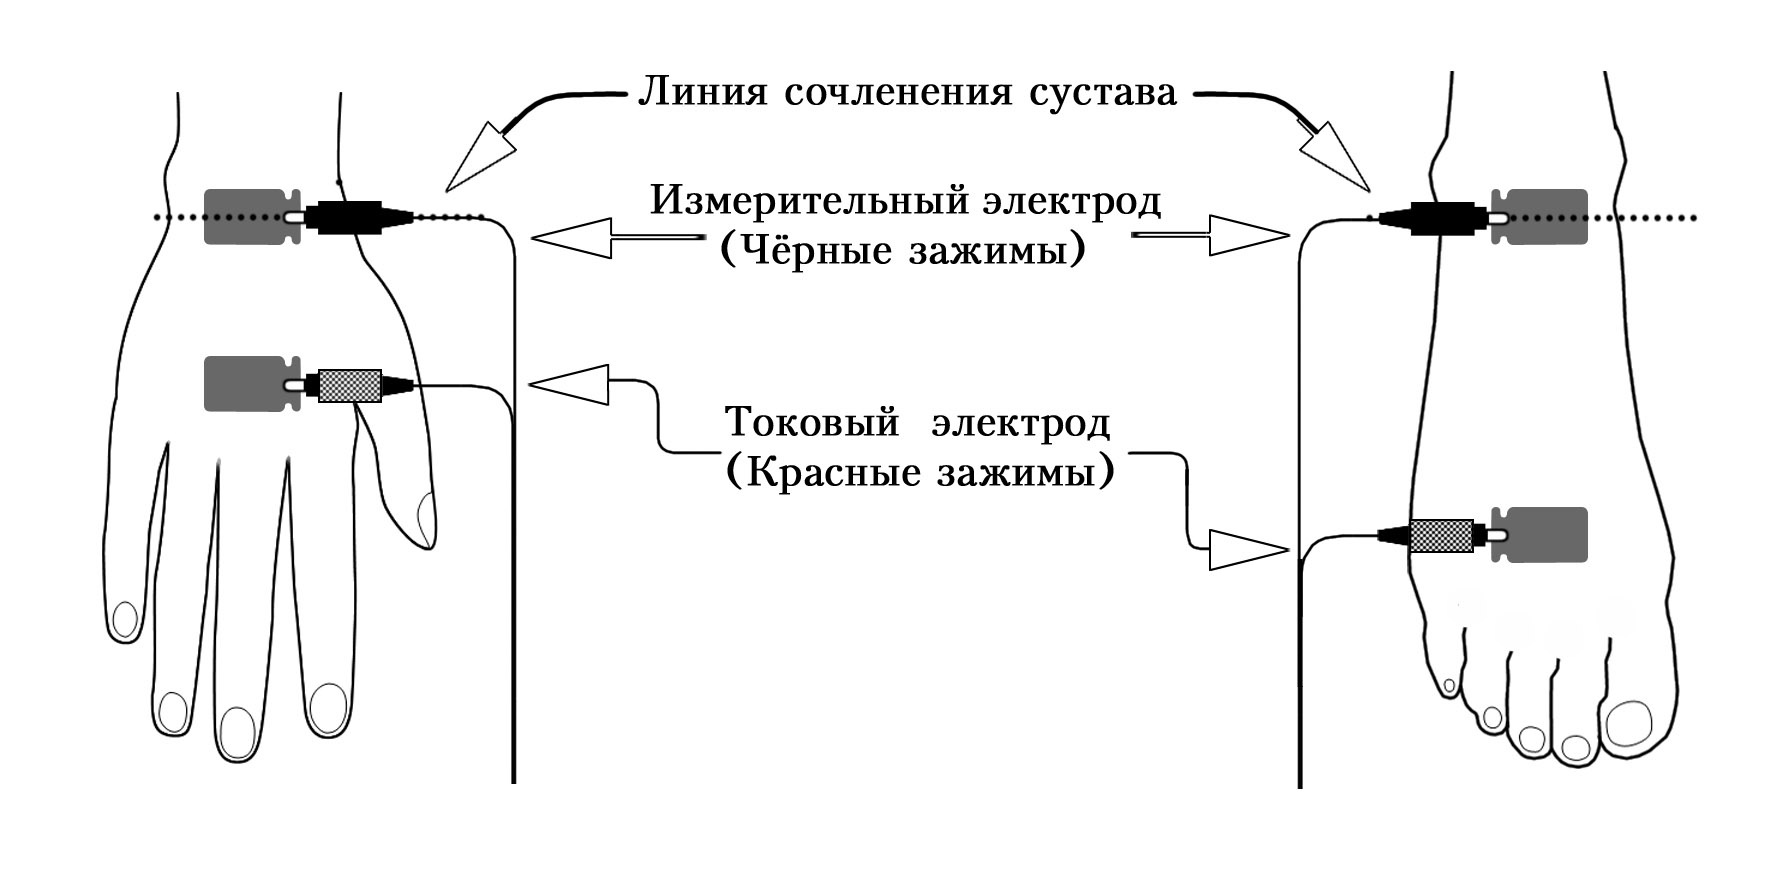 Линия сочленения сустава
Измерительный электрод
(Чёрные зажимы)
Токовый электрод
(Красные зажимы)